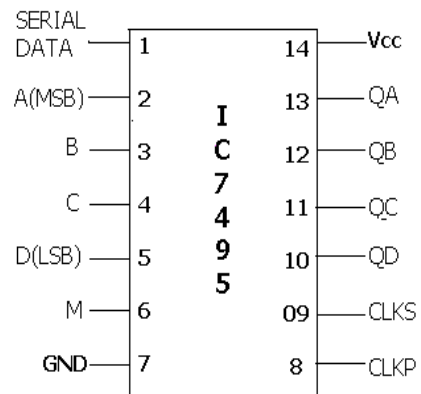 SERIAL
DATA 1 14 Vcc
A(MSB) 2 13 QA
B 3 12 QB
C 4 11 QC
D(LSB) 5 10 QD
M 6 09 CLKS
GND 7 8 CLKP
I
C
7
4
9
5